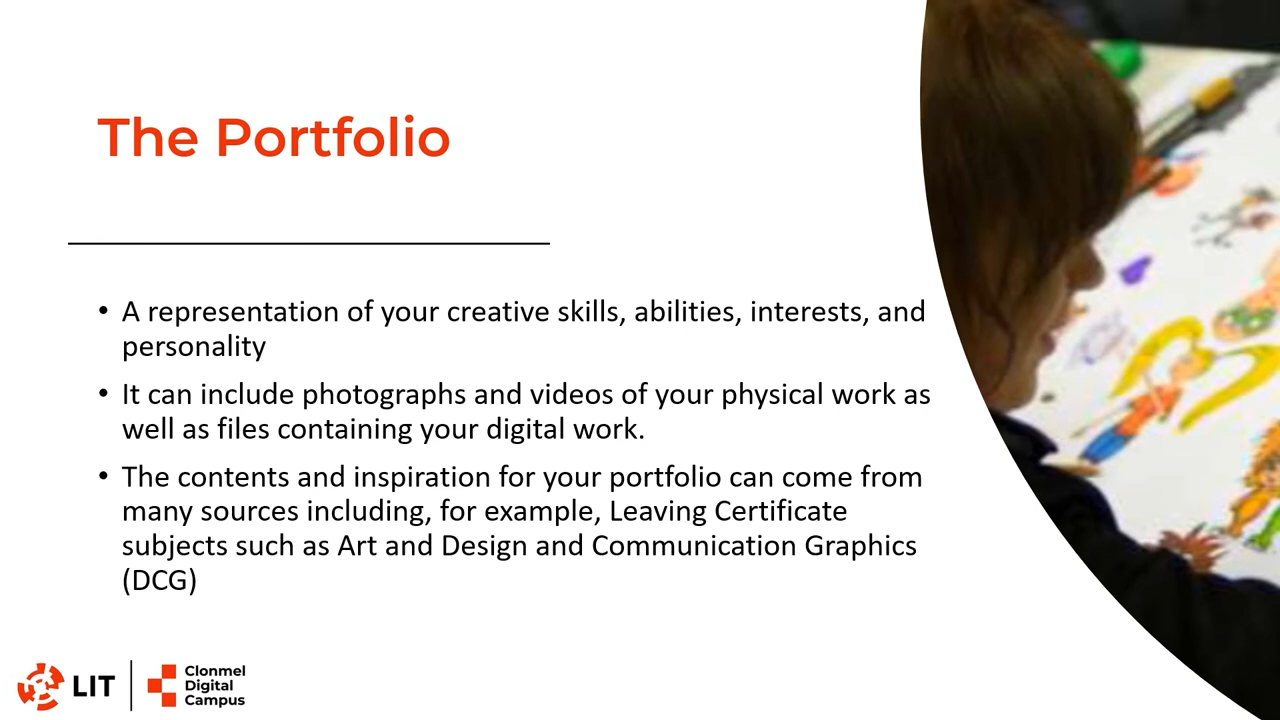 The Portfolio
• A representation of your creative skills, abilities, interests, and
personality
• It can include photographs and videos of your physical work as
well as files containing your digital work.
• The contents and inspiration for your portfolio can come from
many sources including, for example, Leaving Certificate
subjects such as Art and Design and Communication Graphics
(DCG)
LIT
Clonmel
Digital
Campus